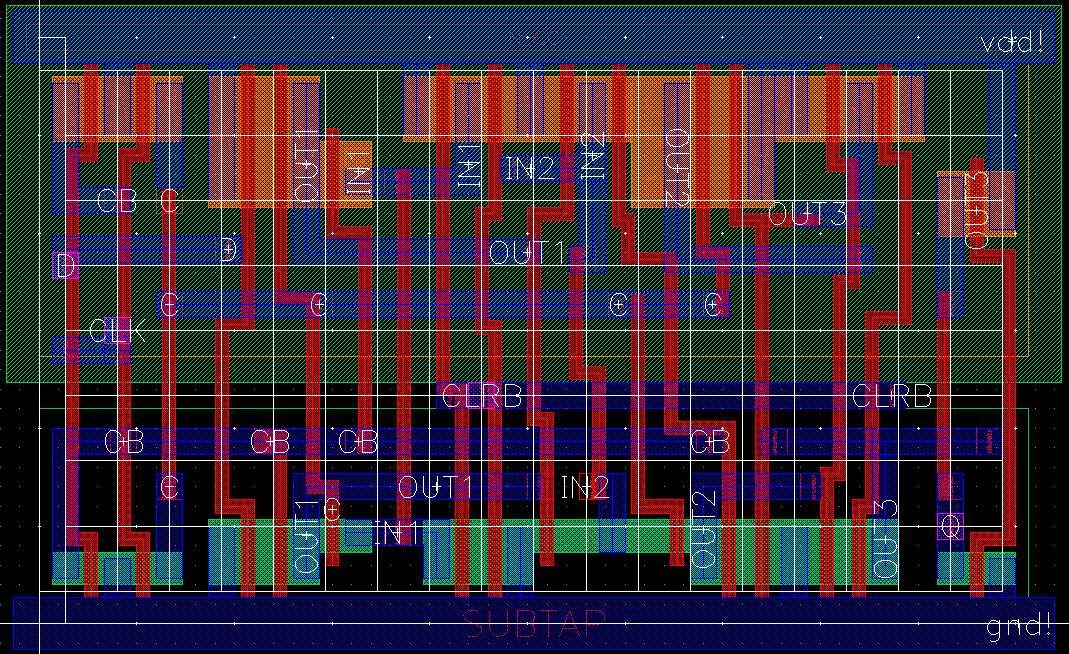 vdd!
OUT1
IN1
IN1
IN2
IN2
OUT2
CB
C
OUT3
OUT3
D
OUT1
C
C
C
C
CLK
CLRB
CLRB
CB
CB
CB
CB
C
OUT1
IN2
OUT1
IN1
OUT2
OUT3
Q
SUBTAP
gnd!